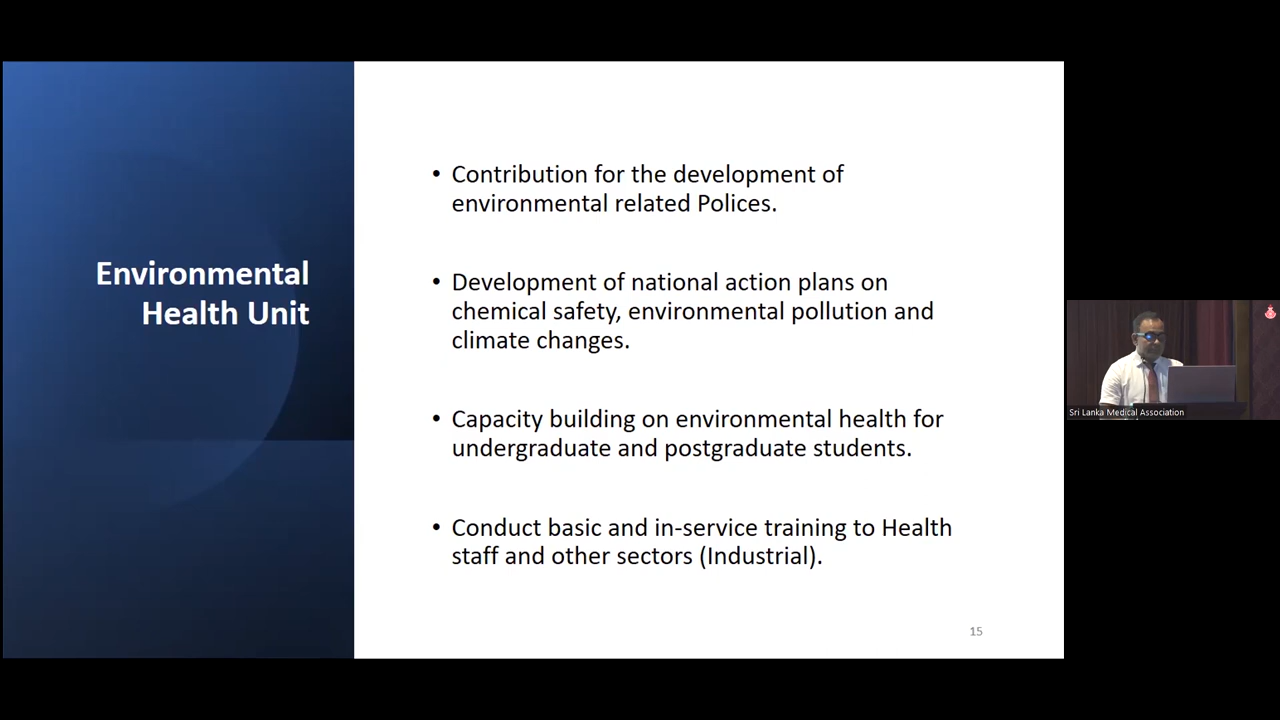 Environmental
Health Unit
• Contribution for the development of
environmental related Polices.
• Development of national action plans on
chemical safety, environmental pollution and
climate changes.
• Capacity building on environmental health for
undergraduate and postgraduate students.
• Conduct basic and in-service training to Health
staff and other sectors (Industrial).
15
Sri Lanka Medical Association